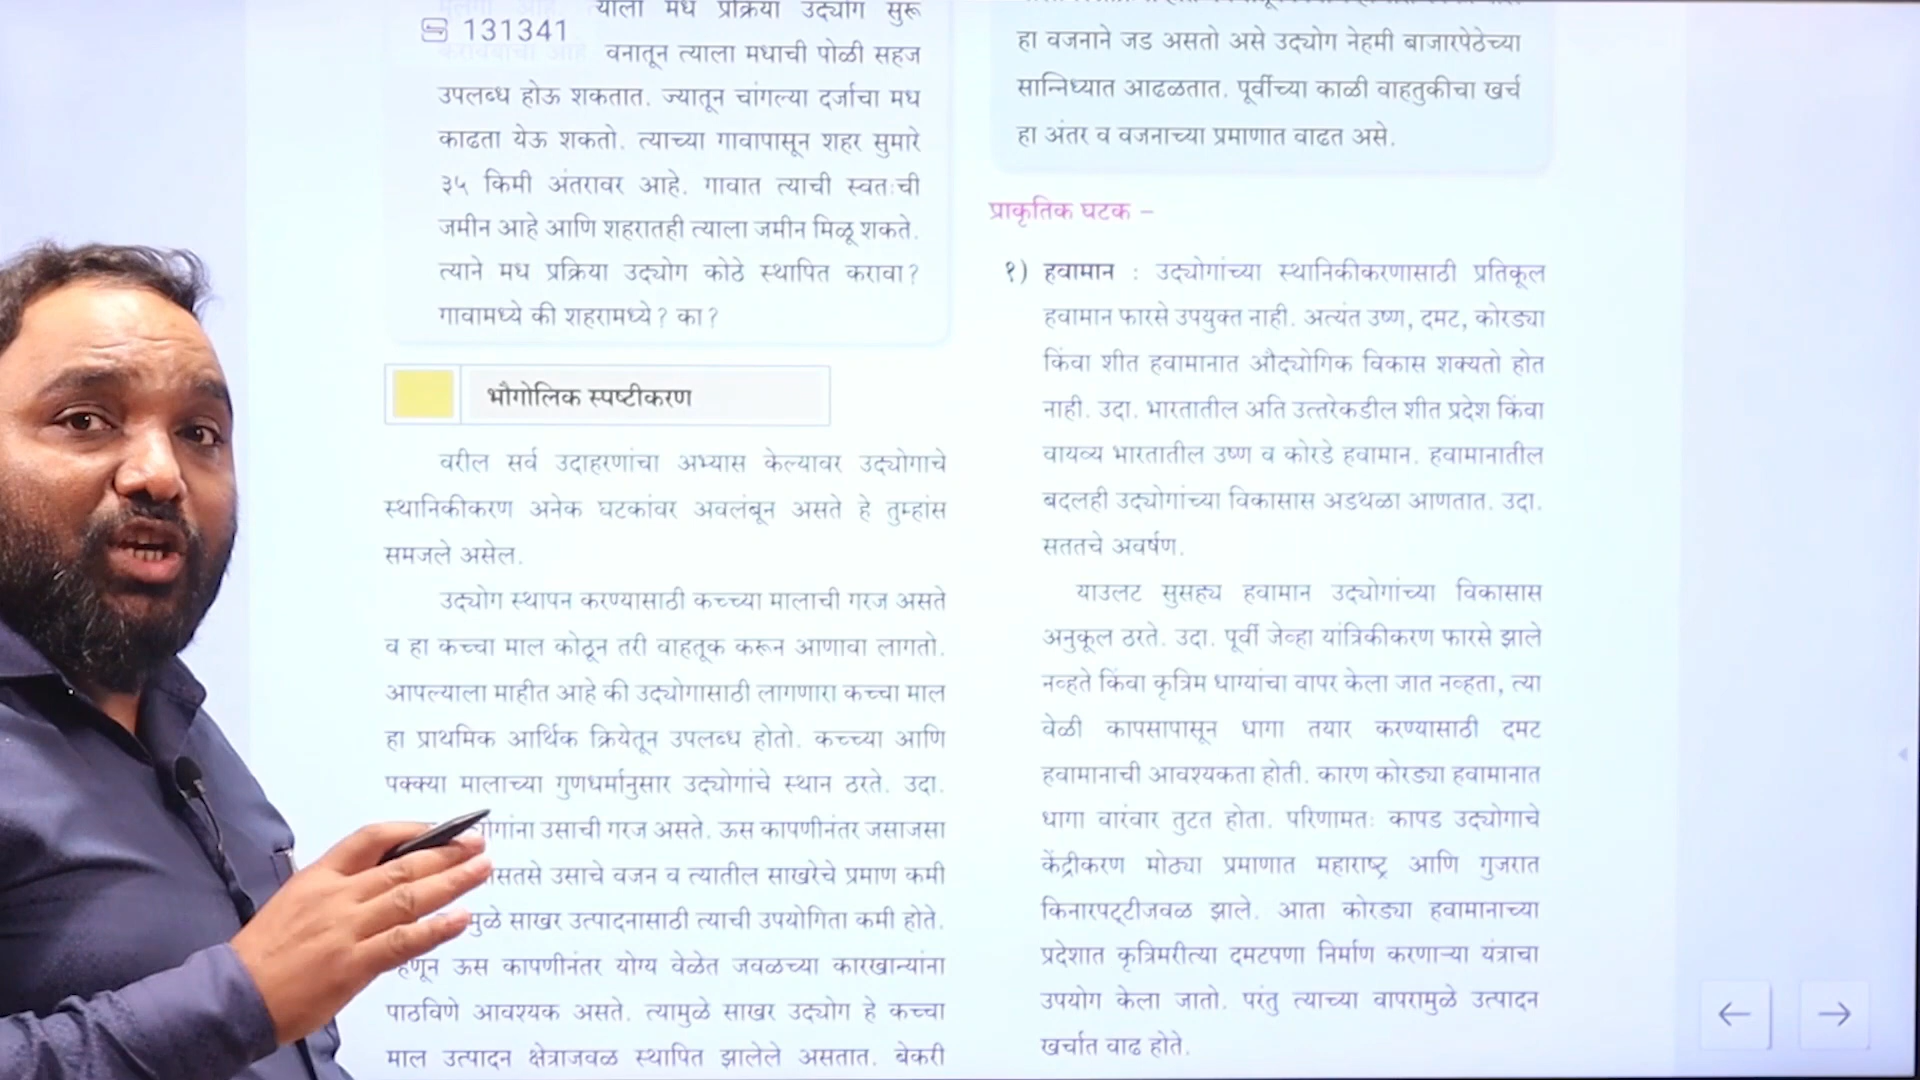 131341
त्याला मध प्रक्रिया उद्योग सुरू
वनातून त्याला मधाची पोळी सहज
उपलब्ध होऊ शकतात. ज्यातून चांगल्या दर्जाचा मध
काढता येऊ शकतो. त्याच्या गावापासून शहर सुमारे
३५ किमी अंतरावर आहे. गावात त्याची स्वतःची
जमीन आहे आणि शहरातही त्याला जमीन मिळू शकते.
त्याने मध प्रक्रिया उद्योग कोठे स्थापित करावा?
गावामध्ये की शहरामध्ये? का?
भौगोलिक स्पष्टीकरण
वरील सर्व उदाहरणांचा अभ्यास केल्यावर उद्योगाचे
स्थानिकीकरण अनेक घटकांवर अवलंबून असते हे तुम्हांस
समजले असेल.
उद्योग स्थापन करण्यासाठी कच्च्या मालाची गरज असते
व हा कच्चा माल कोठून तरी वाहतूक करून आणावा लागतो.
आपल्याला माहीत आहे की उद्योगासाठी लागणारा कच्चा माल
हा प्राथमिक आर्थिक क्रियेतून उपलब्ध होतो. कच्च्या आणि
पक्क्या मालाच्या गुणधर्मानुसार उद्योगांचे स्थान ठरते. उदा.
उसाची गरज असते. ऊस कापणीनंतर जसाजसा
उसाचे वजन व त्यातील साखरेचे प्रमाण कमी
साखर उत्पादनासाठी त्याची उपयोगिता कमी होते.
म्हणून ऊस कापणीनंतर योग्य वेळेत जवळच्या कारखान्यांना
पाठविणे आवश्यक असते. त्यामुळे साखर उद्योग हे कच्चा
माल उत्पादन क्षेत्राजवळ स्थापित झालेले असतात. बेकरी
हा वजनाने जड असतो असे उद्योग नेहमी बाजारपेठेच्या
सान्निध्यात आढळतात. पूर्वीच्या काळी वाहतुकीचा खर्च
हा अंतर व वजनाच्या प्रमाणात वाढत असे.
प्राकृतिक घटक –
१) हवामान : उद्योगांच्या स्थानिकीकरणासाठी प्रतिकूल
हवामान फारसे उपयुक्त नाही. अत्यंत उष्ण, दमट, कोरड्या
किंवा शीत हवामानात औद्योगिक विकास शक्यतो होत
नाही. उदा. भारतातील अति उत्तरेकडील शीत प्रदेश किंवा
वायव्य भारतातील उष्ण व कोरडे हवामान. हवामानातील
बदलही उद्योगांच्या विकासास अडथळा आणतात. उदा.
सततचे अवर्षण.
याउलट सुसह्य हवामान उद्योगांच्या विकासास
अनुकूल ठरते. उदा. पूर्वी जेव्हा यांत्रिकीकरण फारसे झाले
नव्हते किंवा कृत्रिम धाग्यांचा वापर केला जात नव्हता, त्या
वेळी कापसापासून धागा तयार करण्यासाठी दमट
हवामानाची आवश्यकता होती. कारण कोरड्या हवामानात
धागा वारंवार तुटत होता. परिणामतः कापड उद्योगाचे
केंद्रीकरण मोठ्या प्रमाणात महाराष्ट्र आणि गुजरात
किनारपट्टीजवळ झाले. आता कोरड्या हवामानाच्या
प्रदेशात कृत्रिमरीत्या दमटपणा निर्माण करणाऱ्या यंत्राचा
उपयोग केला जातो. परंतु त्याच्या वापरामुळे उत्पादन
खर्चात वाढ होते.